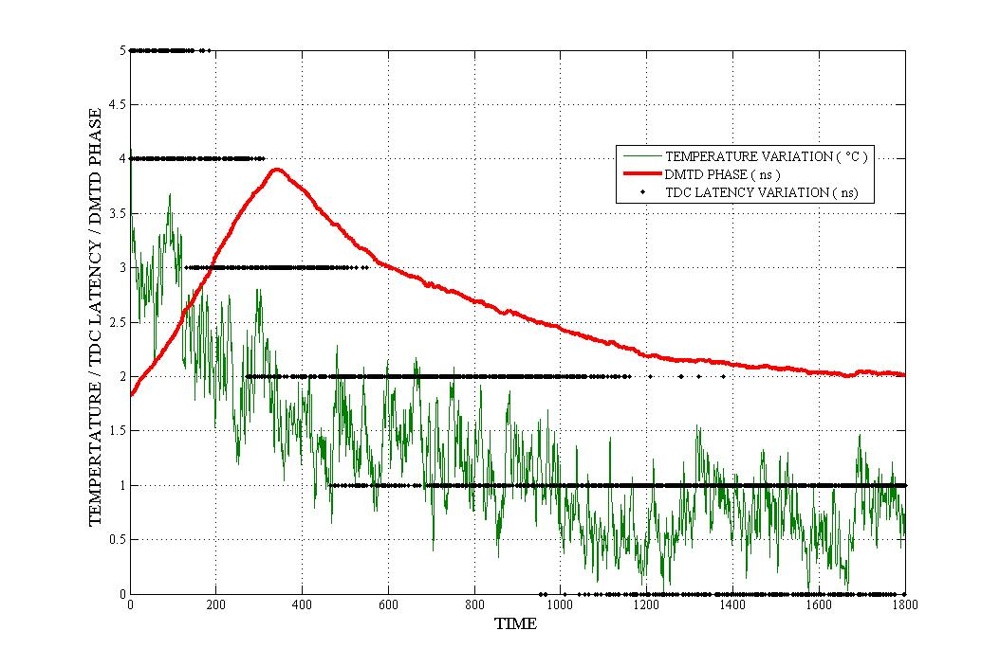 5
4.5
4
3.5
3
2.5
2
1.5
1
0.5
0
TEMPERTATURE / TDC LATENCY / DMTD PHASE
TEMPERATURE VARIATION ( °C )
DMTD PHASE ( ns )
TDC LATENCY VARIATION ( ns)
0 200 400 600 800 1000 1200 1400 1600 1800
TIME